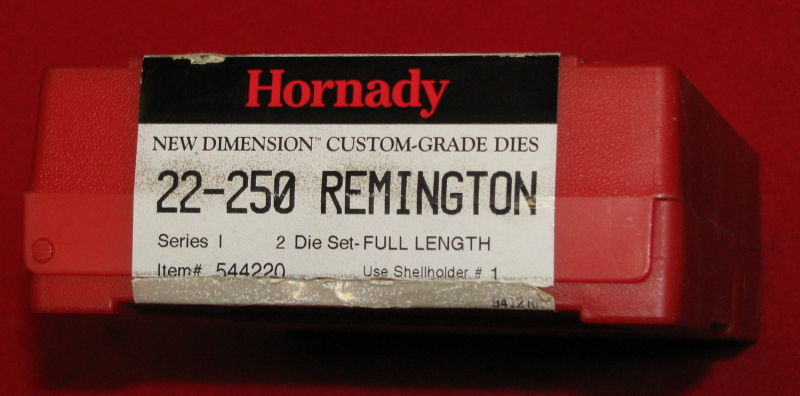 Hornady
NEW DIMENSION™ CUSTOM-GRADE DIES
22-250 REMINGTON
Series I 2 Die Set-FULL LENGTH
Item# 544220 Use Shellholder # 1